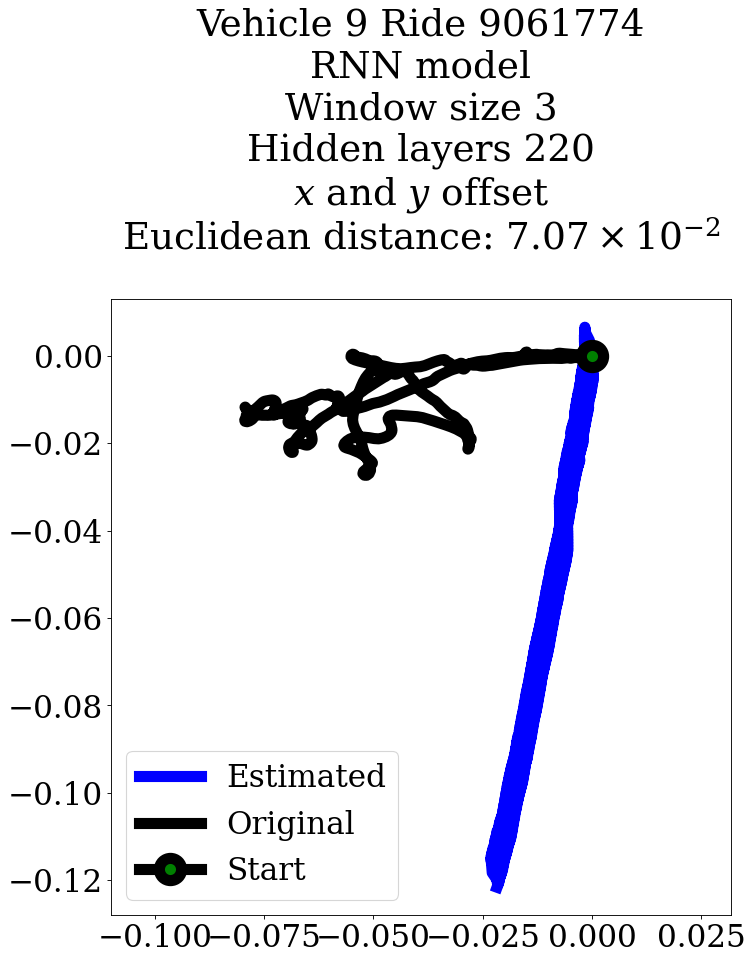 Vehicle 9 Ride 9061774
RNN model
Window size 3
Hidden layers 220
x and y offset
Euclidean distance: 7.07 × 10⁻²
0.00
−0.02
−0.04
−0.06
−0.08
−0.10
−0.12
Estimated
Original
Start
−0.100 −0.075 −0.050 −0.025 0.000 0.025